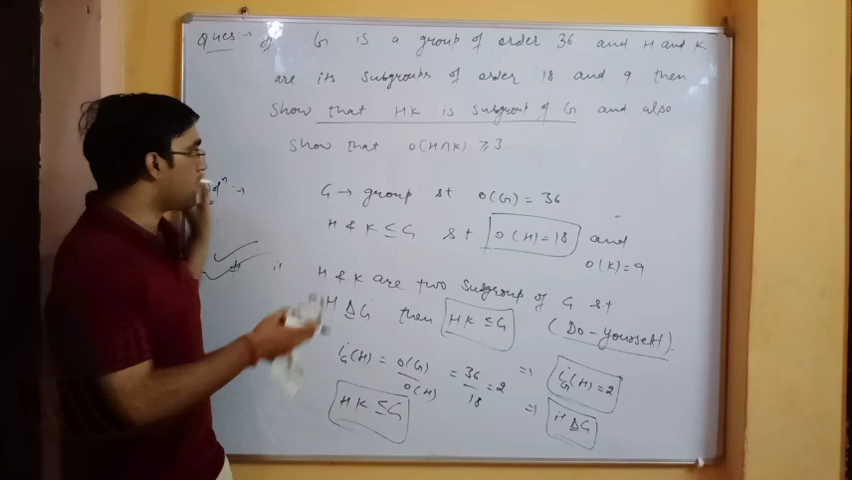 Ques → If G is a group of order 36 and H and K
are its subgroups of order 18 and 9 then
Show that HK is subgroup of G and also
Show that o(H∩K) ≥ 3.
G → group st o(G) = 36
H & K ≤ G st o(H) = 18 and
o(K) = 9
H & K are two subgroup of G st
H Δ G then HK ≤ G (Do-yourself)
i_G(H) = o(G)/o(H) = 36/18 = 2 ⇒ i_G(H) = 2
HK ≤ G ⇒ H Δ G